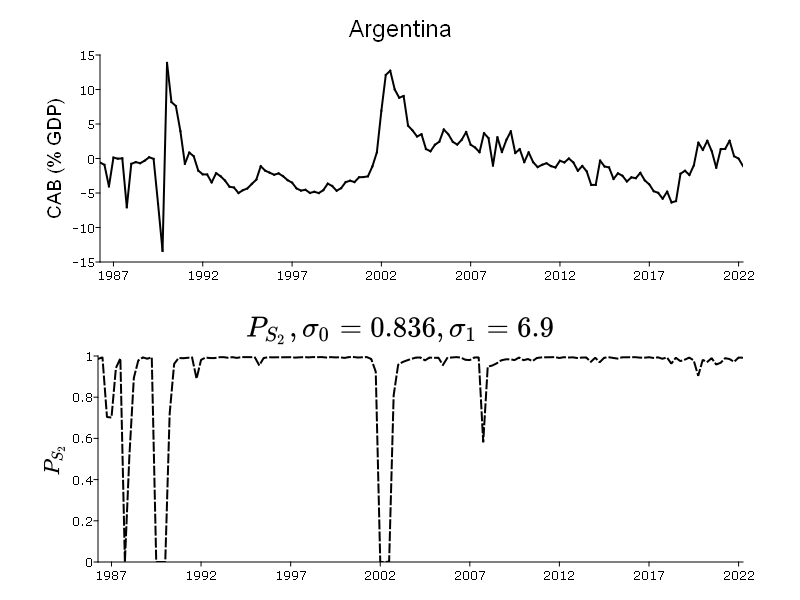 Argentina
CAB (% GDP)
15
10
5
0
−5
−10
−15
1987 1992 1997 2002 2007 2012 2017 2022
P_{S_2}, σ_0 = 0.836, σ_1 = 6.9
P_{S_2}
1
0.8
0.6
0.4
0.2
0
1987 1992 1997 2002 2007 2012 2017 2022